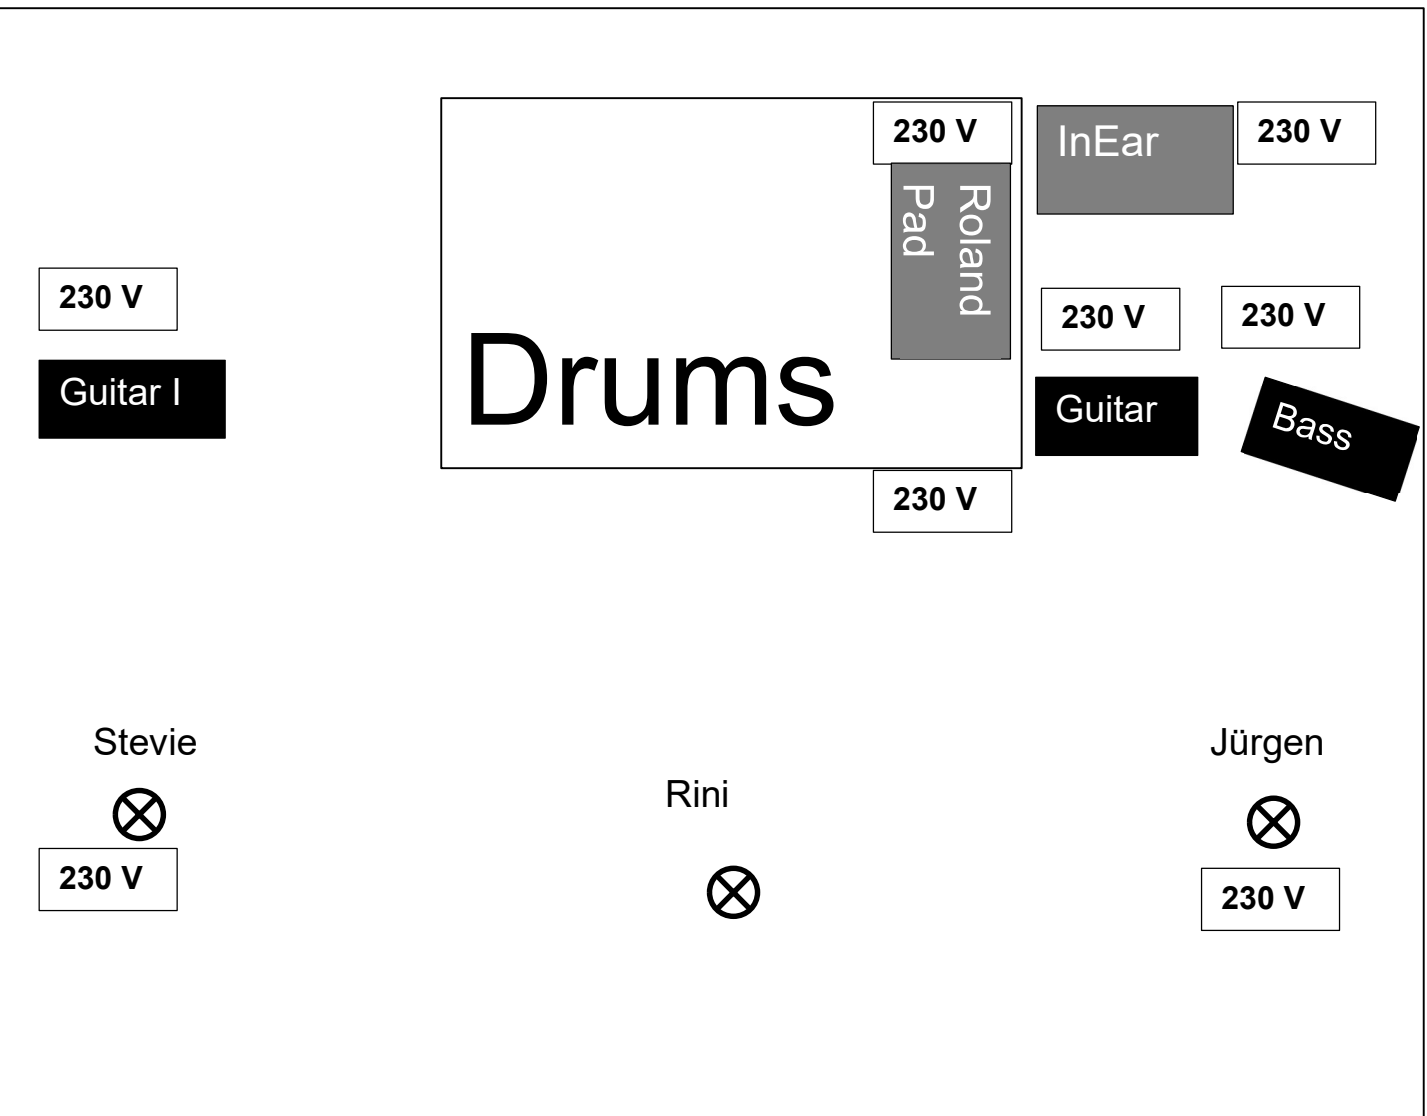 230 V
InEar
230 V
Roland
Pad
230 V
230 V
230 V
Guitar I
Drums
Guitar
Bass
230 V
Stevie
Jürgen
Rini
230 V
230 V